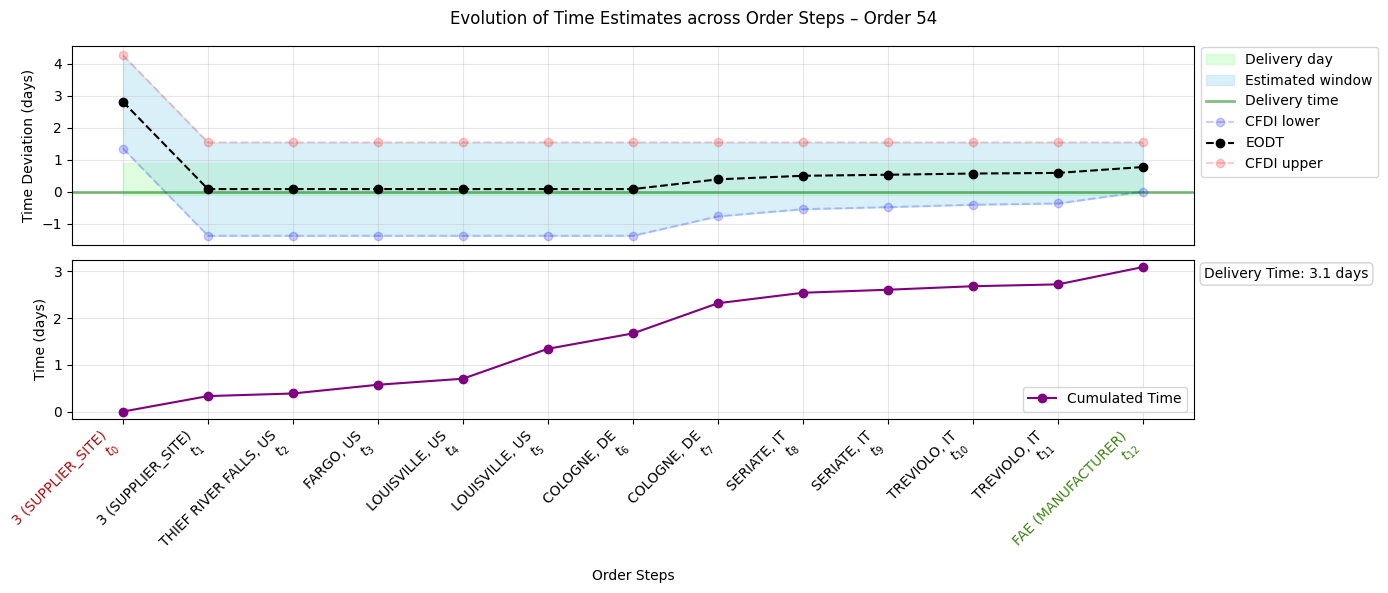 Evolution of Time Estimates across Order Steps – Order 54
Time Deviation (days)
4
3
2
1
0
−1
Delivery day
Estimated window
Delivery time
CFDI lower
EODT
CFDI upper
Time (days)
3
2
1
0
Delivery Time: 3.1 days
Cumulated Time
3 (SUPPLIER_SITE)
t0
3 (SUPPLIER_SITE)
t1
THIEF RIVER FALLS, US
t2
FARGO, US
t3
LOUISVILLE, US
t4
LOUISVILLE, US
t5
COLOGNE, DE
t6
COLOGNE, DE
t7
SERIATE, IT
t8
SERIATE, IT
t9
TREVIOLO, IT
t10
TREVIOLO, IT
t11
FAE (MANUFACTURER)
t12
Order Steps